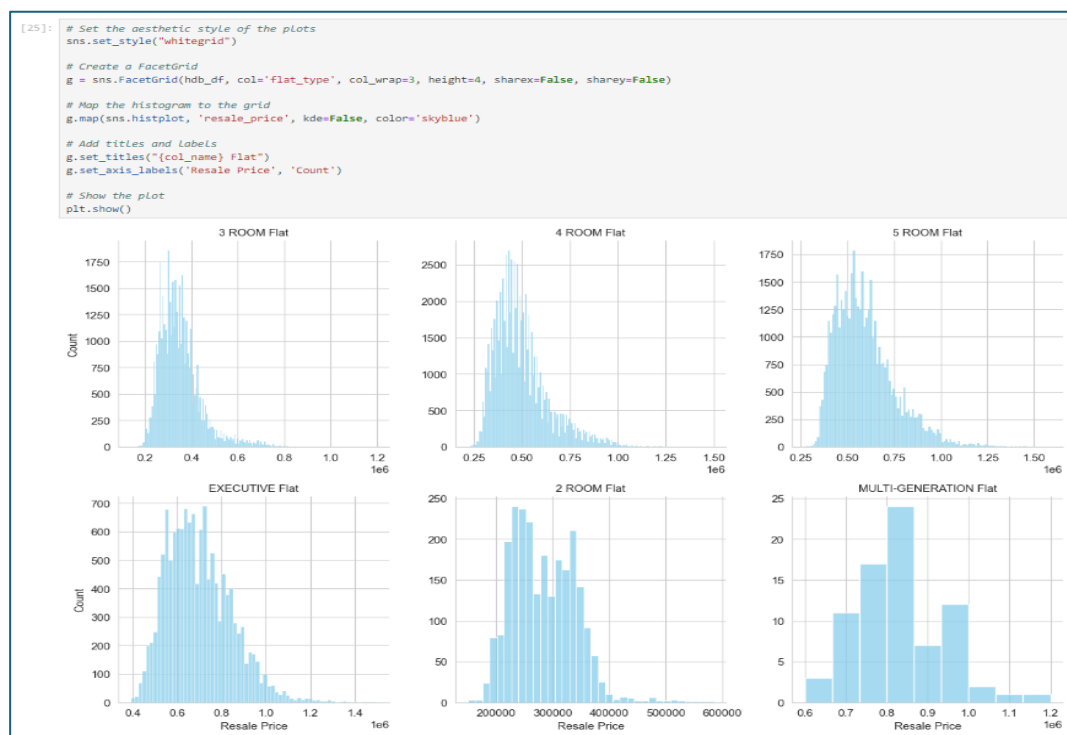 [25]: # Set the aesthetic style of the plots
sns.set_style("whitegrid")
# Create a FacetGrid
g = sns.FacetGrid(hdb_df, col='flat_type', col_wrap=3, height=4, sharex=False, sharey=False)
# Map the histogram to the grid
g.map(sns.histplot, 'resale_price', kde=False, color='skyblue')
# Add titles and labels
g.set_titles("{col_name} Flat")
g.set_axis_labels('Resale Price', 'Count')
# Show the plot
plt.show()
3 ROOM Flat
1750
1500
1250
1000
750
500
250
0
Count
0.2 0.4 0.6 0.8 1.0 1.2
1e6
4 ROOM Flat
2500
2000
1500
1000
500
0
0.25 0.50 0.75 1.00 1.25 1.50
1e6
5 ROOM Flat
1750
1500
1250
1000
750
500
250
0
0.25 0.50 0.75 1.00 1.25 1.50
1e6
EXECUTIVE Flat
700
600
500
400
300
200
100
0
Count
0.4 0.6 0.8 1.0 1.2 1.4
Resale Price
1e6
2 ROOM Flat
250
200
150
100
50
0
200000 300000 400000 500000 600000
Resale Price
MULTI-GENERATION Flat
25
20
15
10
5
0
0.6 0.7 0.8 0.9 1.0 1.1 1.2
Resale Price
1e6